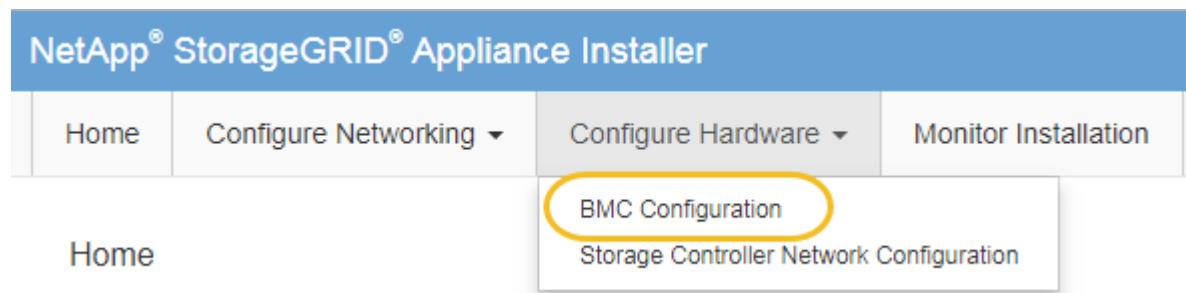 NetApp® StorageGRID® Appliance Installer
Home Configure Networking Configure Hardware Monitor Installation
BMC Configuration
Home
Storage Controller Network Configuration